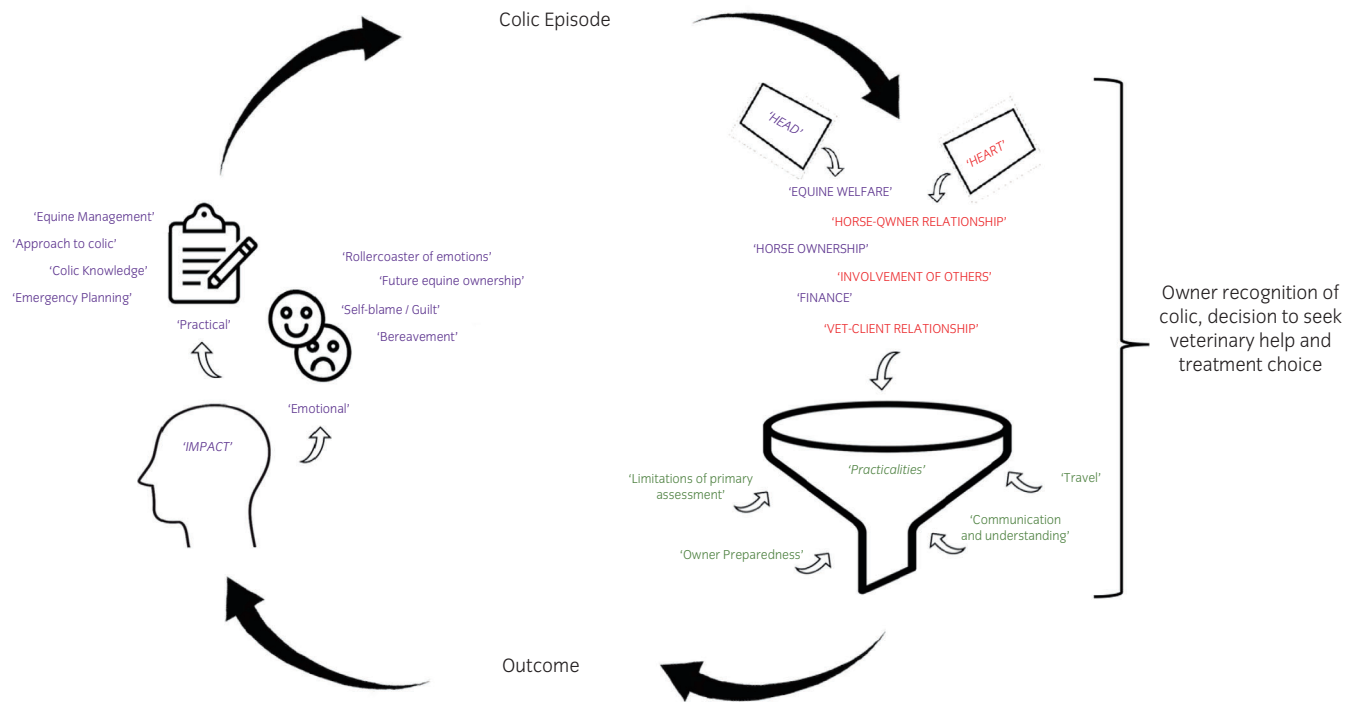 Colic Episode
‘HEAD’
‘HEART’
‘EQUINE WELFARE’
‘HORSE-QWNER RELATIONSHIP’
‘HORSE OWNERSHIP’
‘INVOLVEMENT OF OTHERS’
‘FINANCE’
‘VET-CLIENT RELATIONSHIP’
Owner recognition of
colic, decision to seek
veterinary help and
treatment choice
‘Practicalities’
‘Limitations of primary
assessment’
‘Travel’
‘Communication
and understanding’
‘Owner Preparedness’
Outcome
‘IMPACT’
‘Practical’
‘Equine Management’
‘Approach to colic’
‘Colic Knowledge’
‘Emergency Planning’
‘Emotional’
‘Rollercoaster of emotions’
‘Future equine ownership’
‘Self-blame / Guilt’
‘Bereavement’